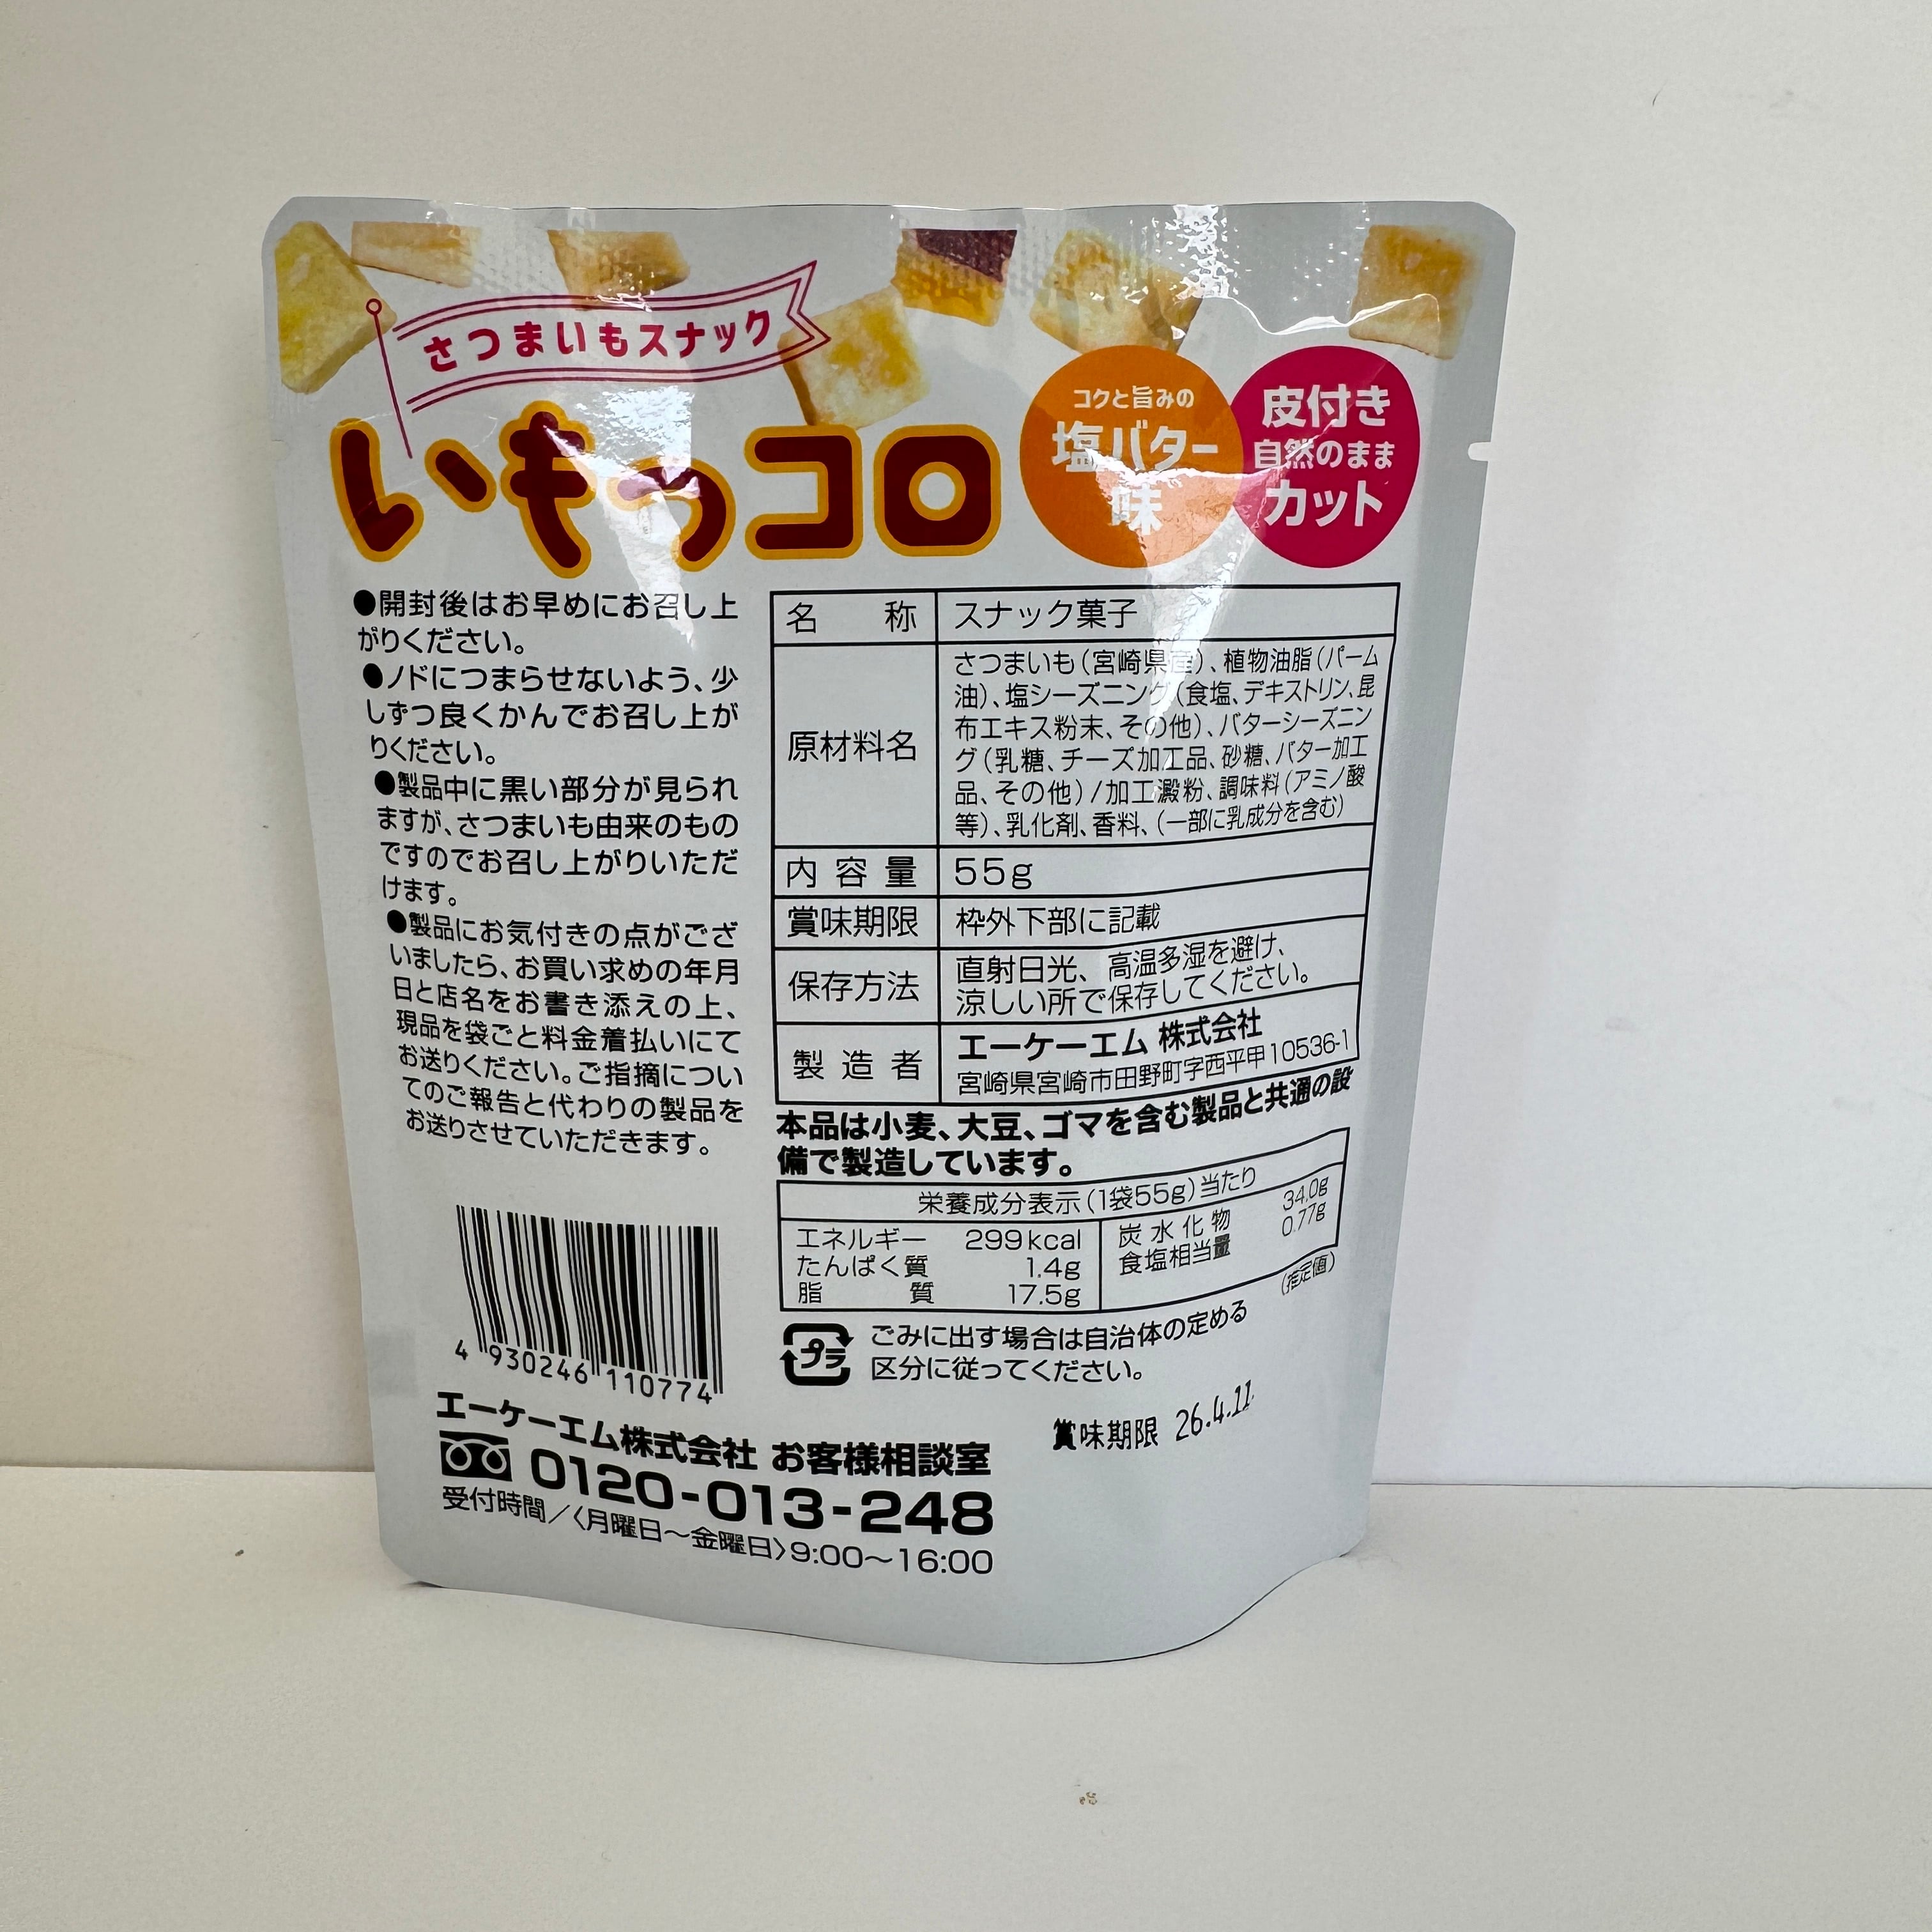 さつまいもスナック
いもっコロ
コクと旨みの
塩バター
味
皮付き
自然のまま
カット
●開封後はお早めにお召し上
がりください。
●ノドにつまらせないよう、少
しずつ良くかんでお召し上が
りください。
●製品中に黒い部分が見られ
ますが、さつまいも由来のもの
ですのでお召し上がりいただ
けます。
●製品にお気付きの点がござ
いましたら、お買い求めの年月
日と店名をお書き添えの上、
現品を袋ごと料金着払いにて
お送りください。ご指摘につい
てのご報告と代わりの製品を
お送りさせていただきます。
名称 スナック菓子
原材料名
さつまいも(宮崎県産)、植物油脂(パーム
油)、塩シーズニング(食塩、デキストリン、昆
布エキス粉末、その他)、バターシーズニン
グ(乳糖、チーズ加工品、砂糖、バター加工
品、その他)/加工澱粉、調味料(アミノ酸
等)、乳化剤、香料、(一部に乳成分を含む)
内容量 55g
賞味期限 枠外下部に記載
保存方法
直射日光、高温多湿を避け、
涼しい所で保存してください。
製造者
エーケーエム 株式会社
宮崎県宮崎市田野町字西平甲10536-1
本品は小麦、大豆、ゴマを含む製品と共通の設
備で製造しています。
栄養成分表示(1袋55g)当たり
エネルギー 299kcal
たんぱく質 1.4g
脂質 17.5g
炭水化物 34.0g
食塩相当量 0.77g
(推定値)
プラ
ごみに出す場合は自治体の定める
区分に従ってください。
賞味期限 26.4.11
4 930246 110774
エーケーエム株式会社 お客様相談室
0120-013-248
受付時間/〈月曜日~金曜日〉9:00~16:00